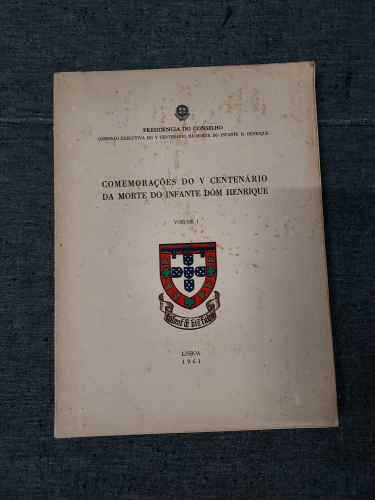 PRESIDÊNCIA DO CONSELHO
COMISSÃO EXECUTIVA DO V CENTENÁRIO DA MORTE DO INFANTE D. HENRIQUE
COMEMORAÇÕES DO V CENTENÁRIO
DA MORTE DO INFANTE DOM HENRIQUE
VOLUME I
LISBOA
1961